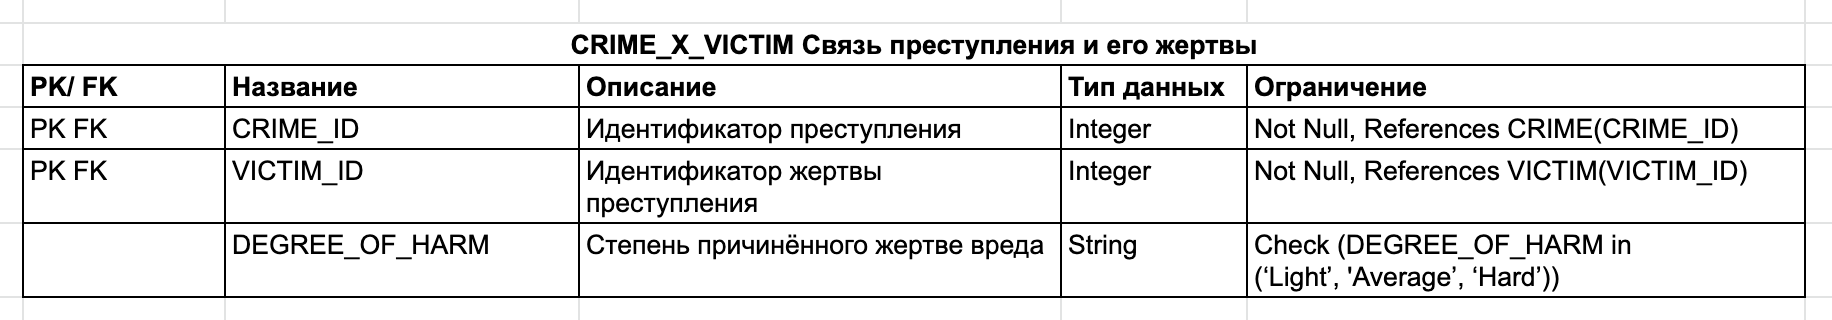 CRIME_X_VICTIM Связь преступления и его жертвы
PK/ FK Название Описание Тип данных Ограничение
PK FK CRIME_ID Идентификатор преступления Integer Not Null, References CRIME(CRIME_ID)
PK FK VICTIM_ID Идентификатор жертвы преступления Integer Not Null, References VICTIM(VICTIM_ID)
DEGREE_OF_HARM Степень причинённого жертве вреда String Check (DEGREE_OF_HARM in (‘Light’, 'Average’, ‘Hard’))